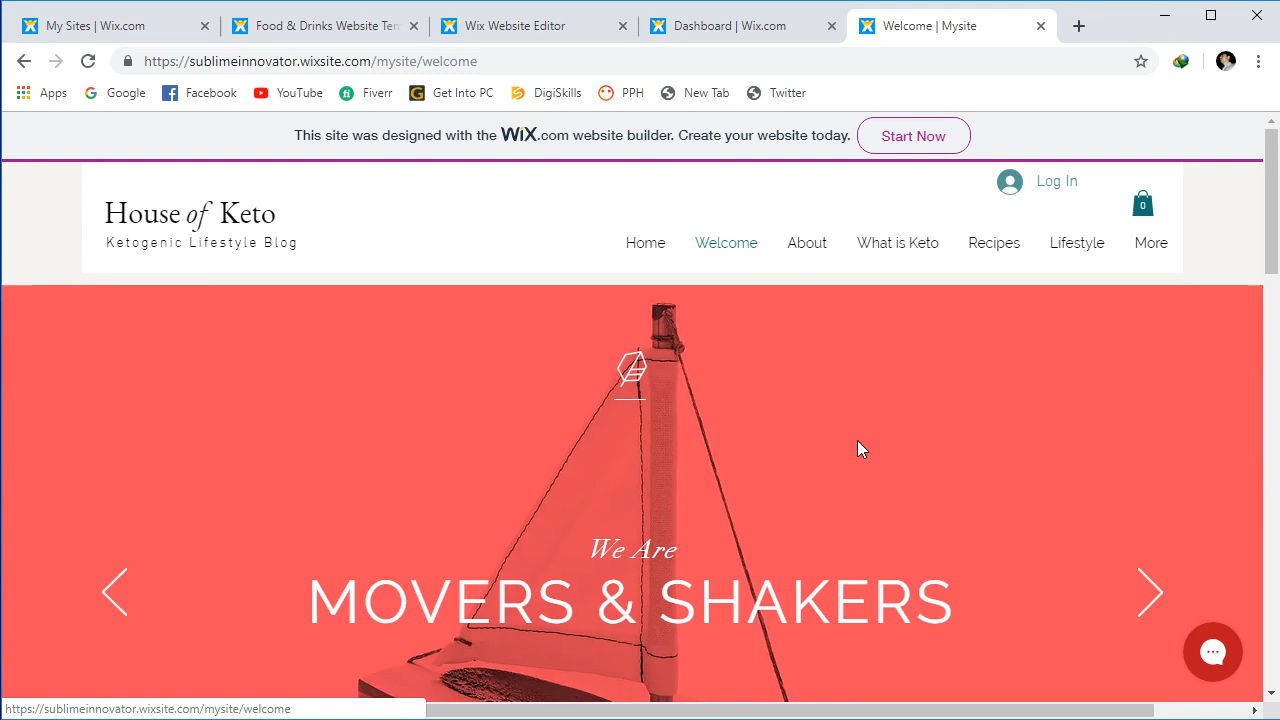 My Sites | Wix.com
Food & Drinks Website Tem
Wix Website Editor
Dashboard | Wix.com
Welcome | Mysite
https://sublimeinnovator.wixsite.com/mysite/welcome
Apps
Google
Facebook
YouTube
Fiverr
Get Into PC
DigiSkills
PPH
New Tab
Twitter
This site was designed with the WiX.com website builder. Create your website today.
Start Now
Log In
0
House of Keto
Ketogenic Lifestyle Blog
Home
Welcome
About
What is Keto
Recipes
Lifestyle
More
We Are
MOVERS & SHAKERS
https://sublimeinnovator.wixsite.com/mysite/welcome